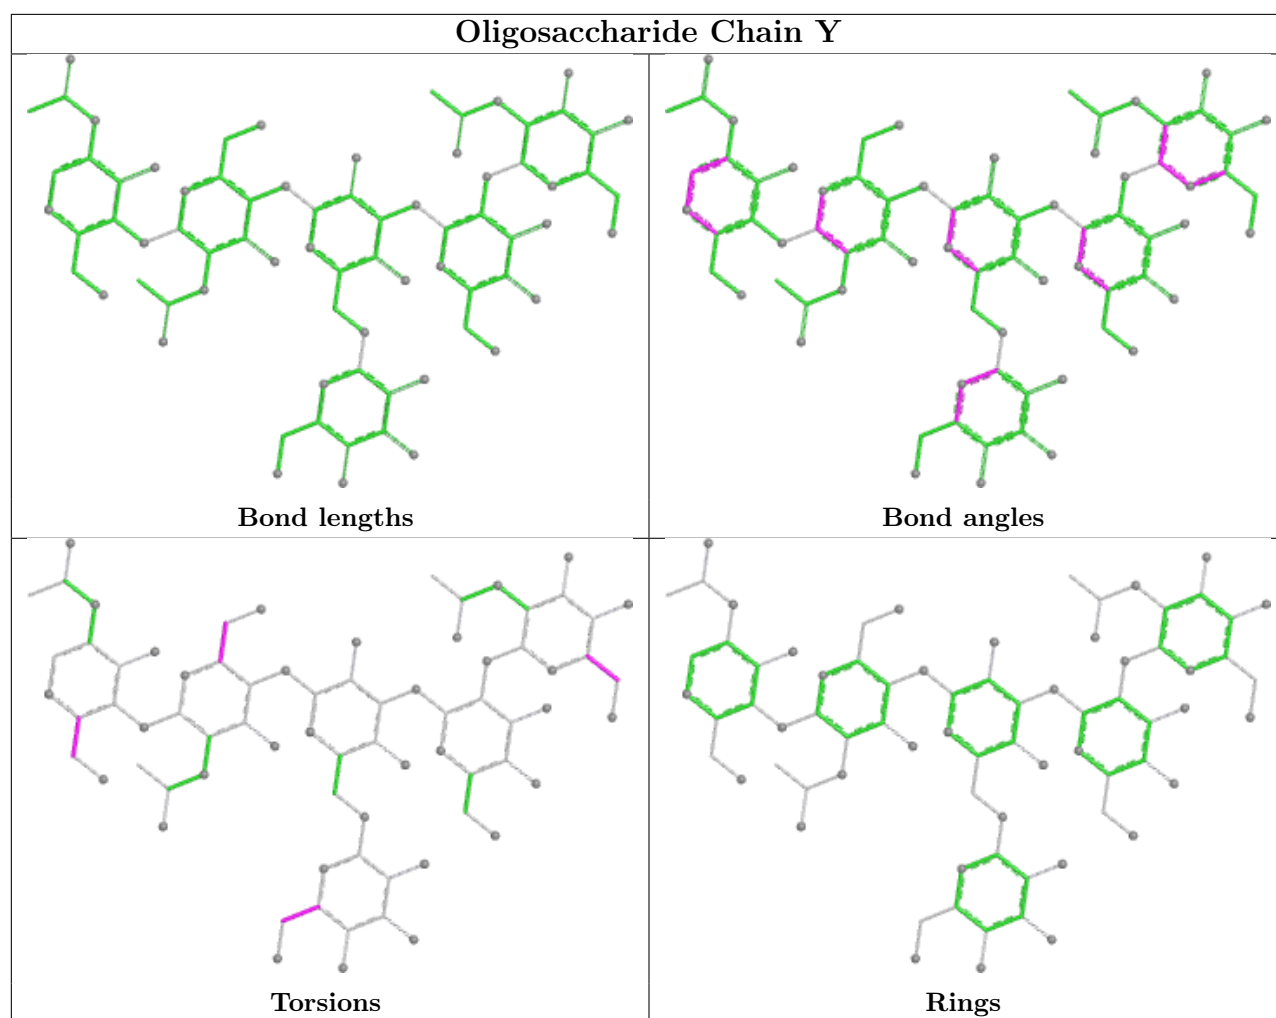 Oligosaccharide Chain Y
Bond lengths
Bond angles
Torsions
Rings